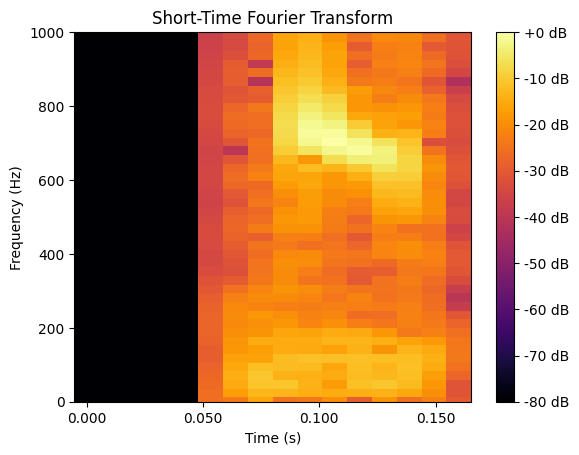 Short-Time Fourier Transform
Frequency (Hz)
1000
800
600
400
200
0
0.000
0.050
0.100
0.150
Time (s)
+0 dB
-10 dB
-20 dB
-30 dB
-40 dB
-50 dB
-60 dB
-70 dB
-80 dB